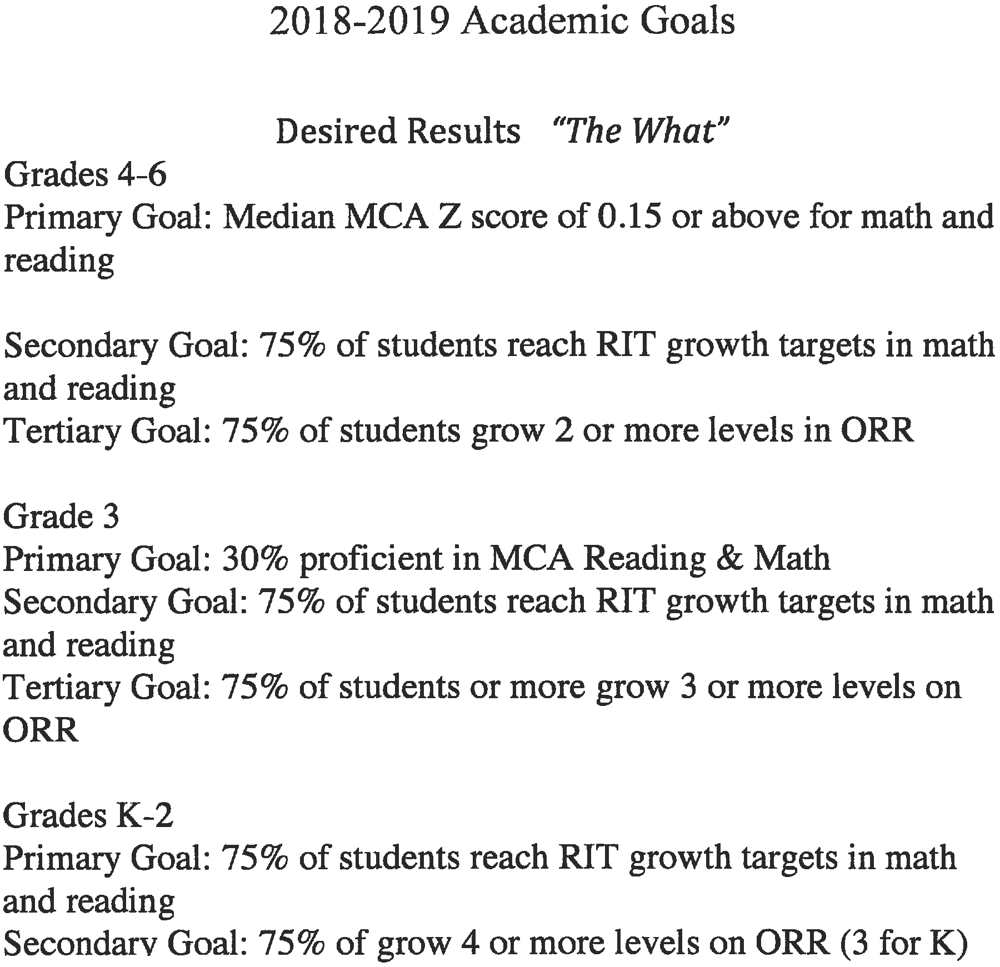 2018-2019 Academic Goals
Desired Results “The What”
Grades 4-6
Primary Goal: Median MCA Z score of 0.15 or above for math and
reading
Secondary Goal: 75% of students reach RIT growth targets in math
and reading
Tertiary Goal: 75% of students grow 2 or more levels in ORR
Grade 3
Primary Goal: 30% proficient in MCA Reading & Math
Secondary Goal: 75% of students reach RIT growth targets in math
and reading
Tertiary Goal: 75% of students or more grow 3 or more levels on
ORR
Grades K-2
Primary Goal: 75% of students reach RIT growth targets in math
and reading
Secondary Goal: 75% of grow 4 or more levels on ORR (3 for K)